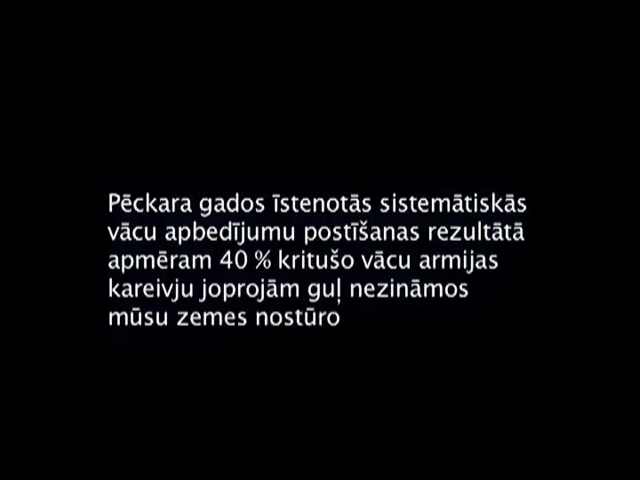 Pēckara gados īstenotās sistemātiskās
vācu apbedījumu postīšanas rezultātā
apmēram 40 % kritušo vācu armijas
kareivju joprojām guļ nezināmos
mūsu zemes nostūro